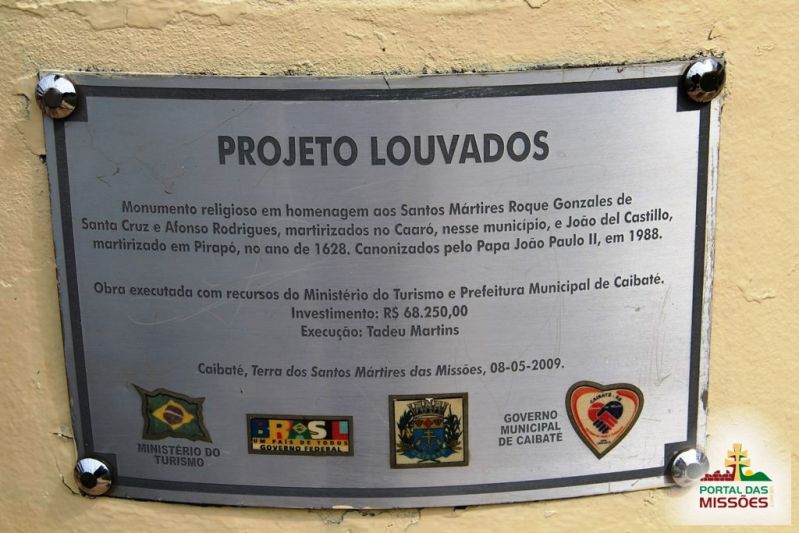 PROJETO LOUVADOS
Monumento religioso em homenagem aos Santos Mártires Roque Gonzales de
Santa Cruz e Afonso Rodrigues, martirizados no Caaró, nesse município, e João del Castillo,
martirizado em Pirapó, no ano de 1628. Canonizados pelo Papa João Paulo II, em 1988.
Obra executada com recursos do Ministério do Turismo e Prefeitura Municipal de Caibaté.
Investimento: R$ 68.250,00
Execução: Tadeu Martins
Caibaté, Terra dos Santos Mártires das Missões, 08-05-2009.
MINISTÉRIO DO
TURISMO
BRASIL
UM PAÍS DE TODOS
GOVERNO FEDERAL
GOVERNO
MUNICIPAL
DE CAIBATÉ
CAIBATÉ - RS
PORTAL DAS
MISSÕES